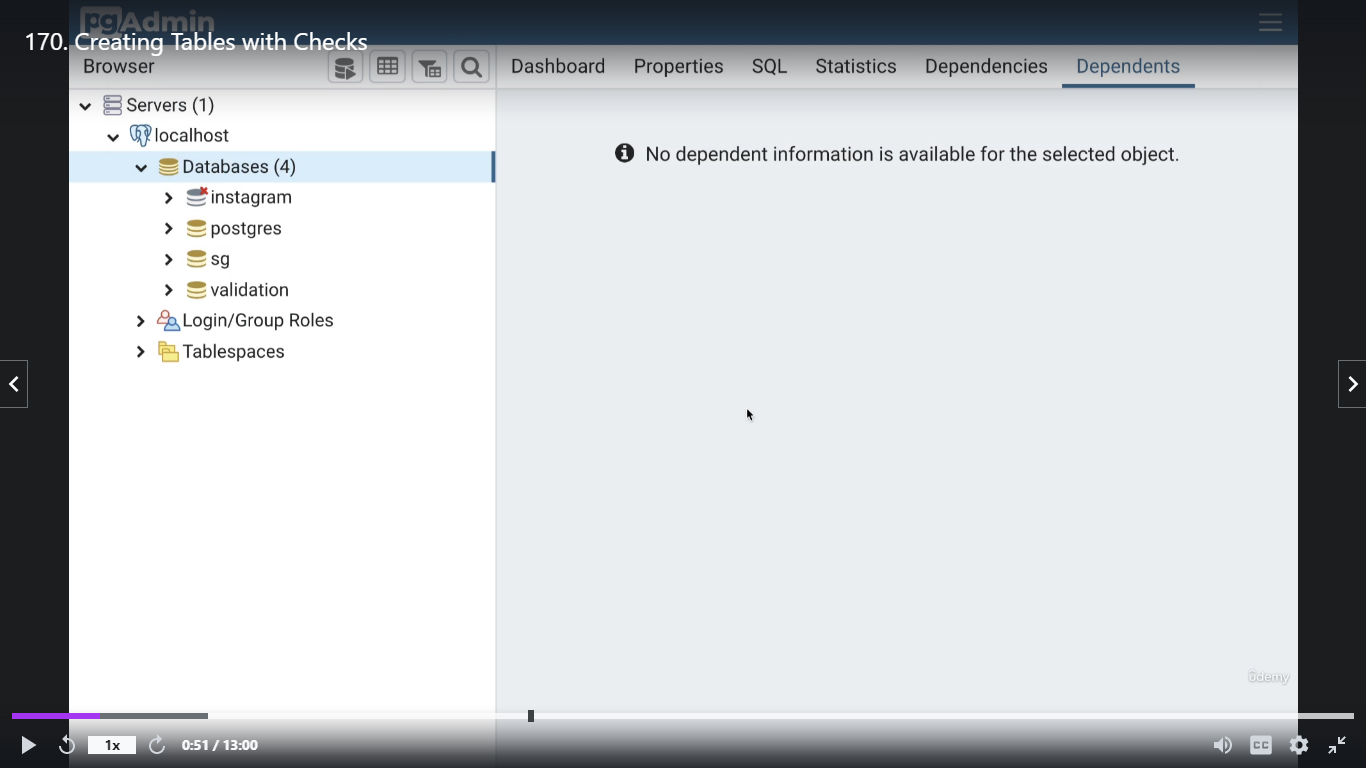 pgAdmin
170. Creating Tables with Checks
Browser
Dashboard Properties SQL Statistics Dependencies Dependents
Servers (1)
localhost
Databases (4)
No dependent information is available for the selected object.
instagram
postgres
sg
validation
Login/Group Roles
Tablespaces
ûdemy
1x 0:51 / 13:00 CC